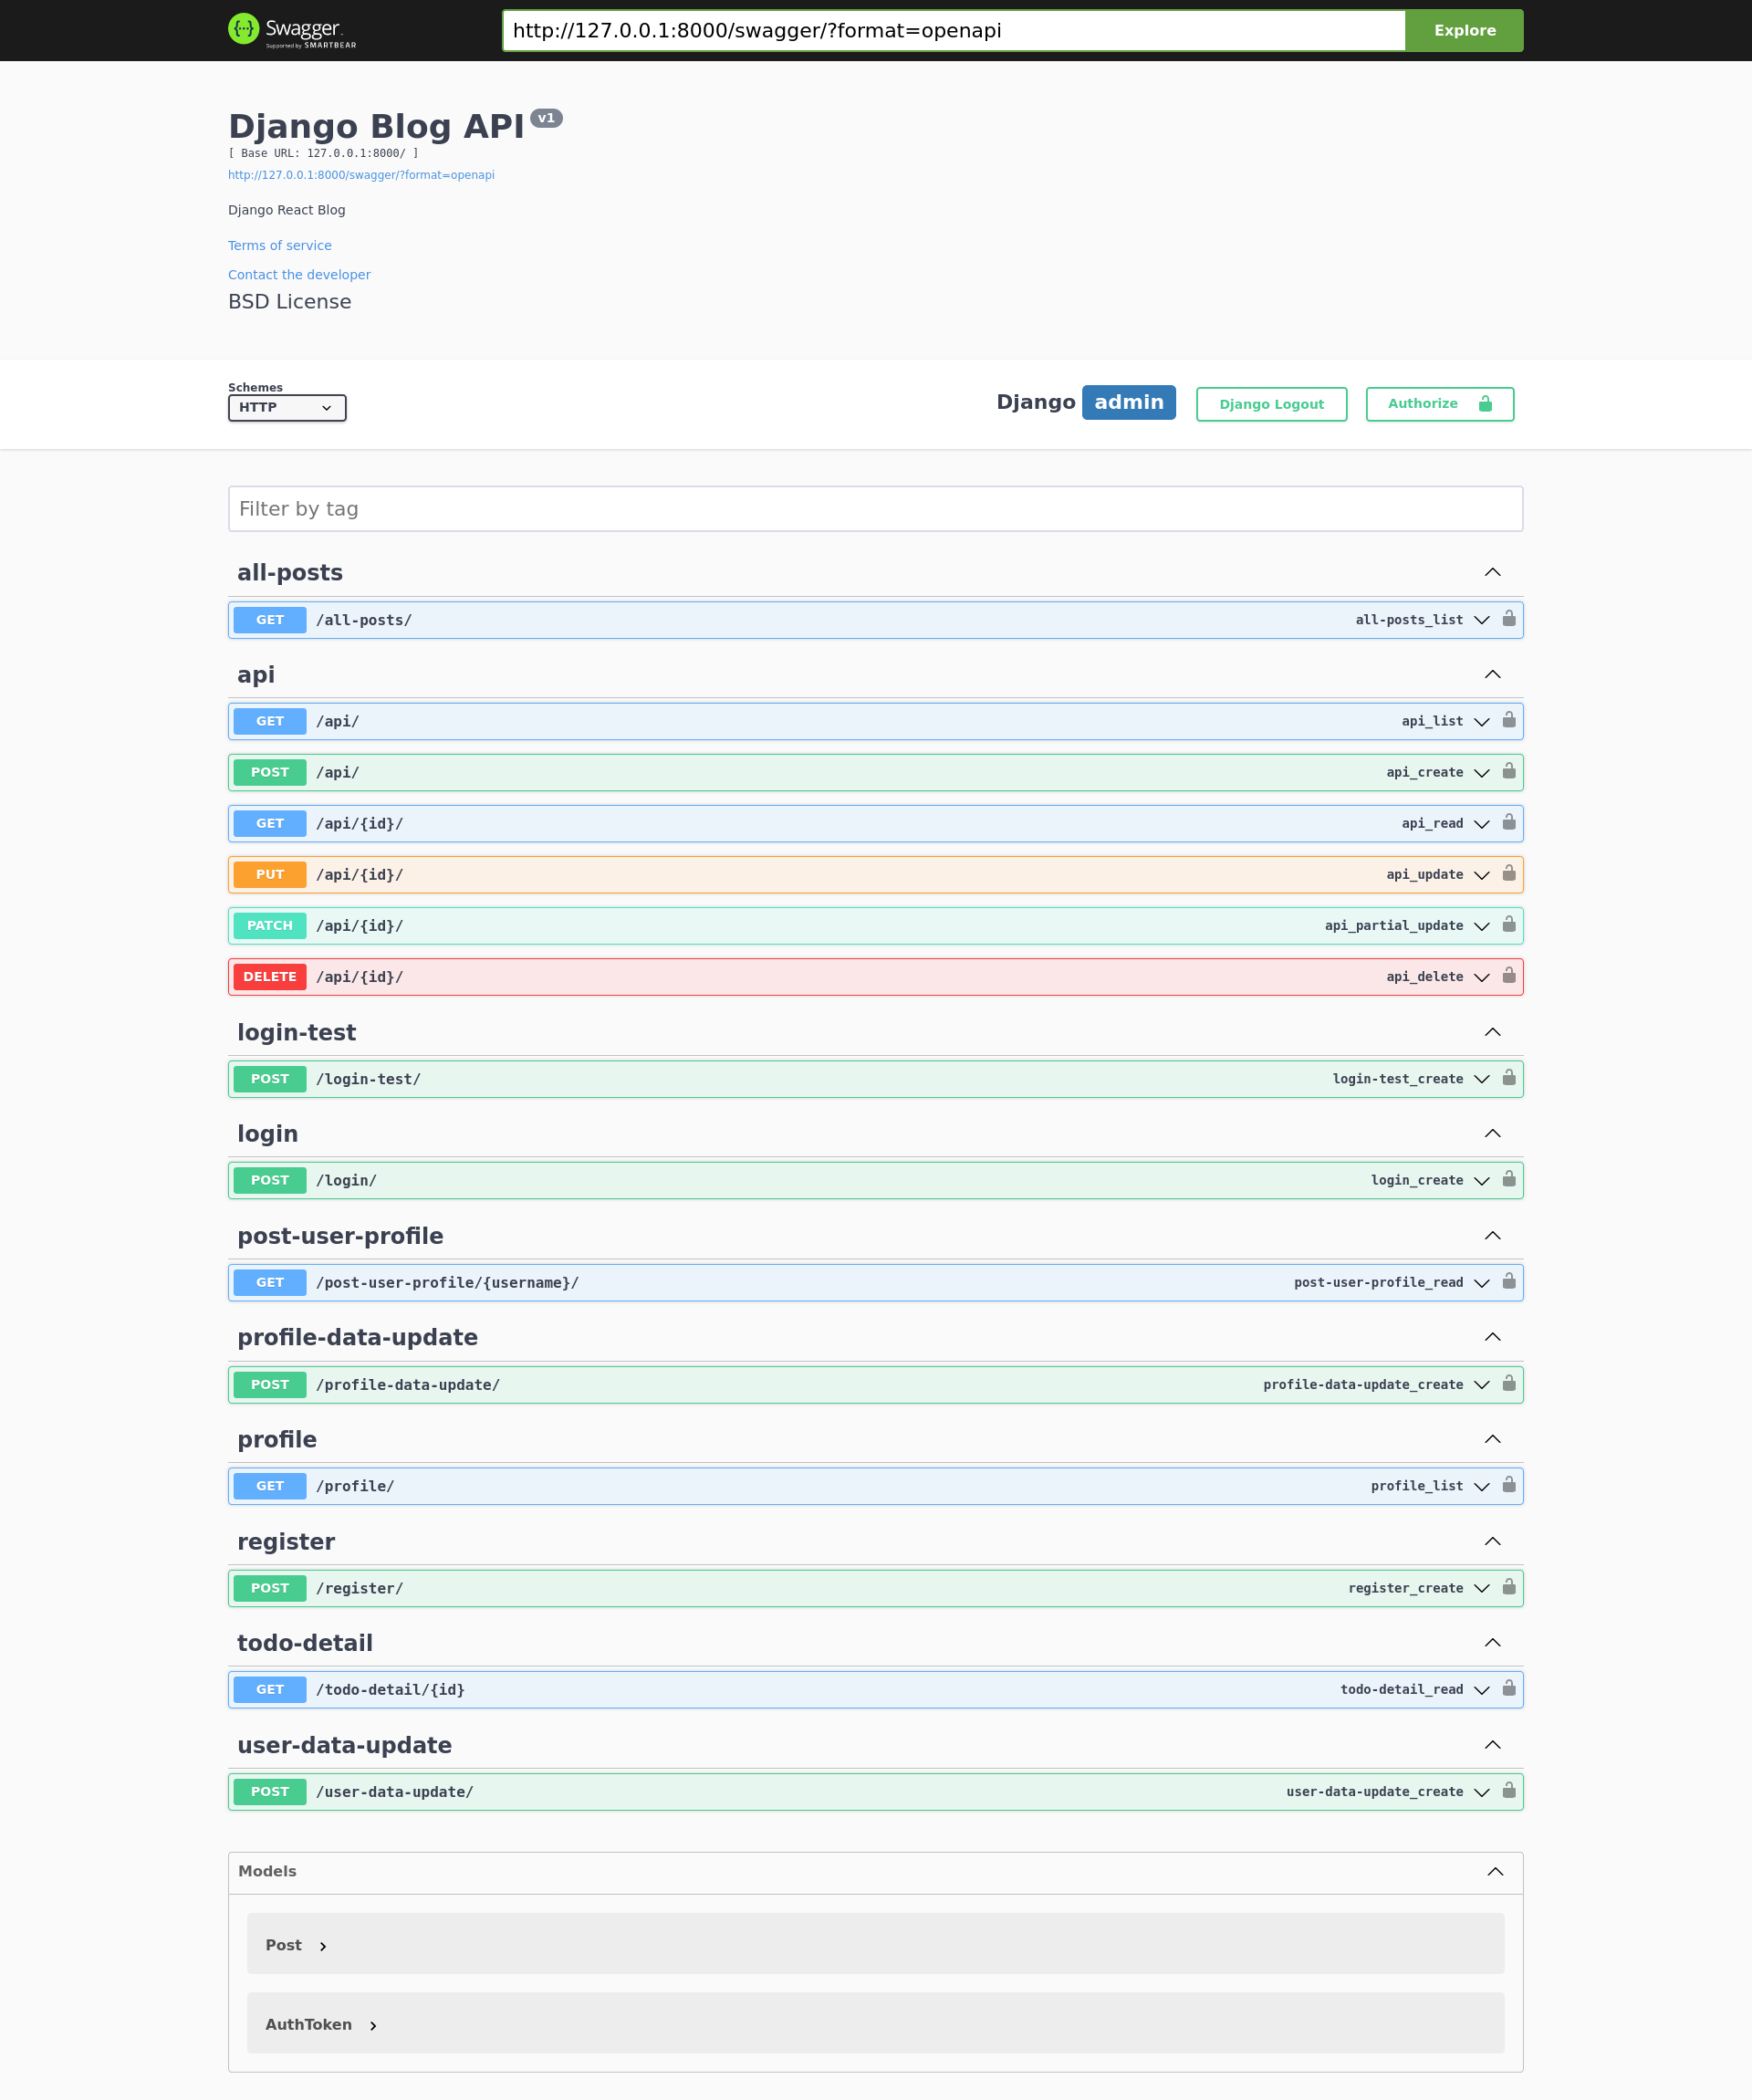 Swagger.
Supported by SMARTBEAR
http://127.0.0.1:8000/swagger/?format=openapi
Explore
Django Blog API v1
[ Base URL: 127.0.0.1:8000/ ]
http://127.0.0.1:8000/swagger/?format=openapi
Django React Blog
Terms of service
Contact the developer
BSD License
Schemes
HTTP
Django admin
Django Logout
Authorize
Filter by tag
all-posts
GET /all-posts/ all-posts_list
api
GET /api/ api_list
POST /api/ api_create
GET /api/{id}/ api_read
PUT /api/{id}/ api_update
PATCH /api/{id}/ api_partial_update
DELETE /api/{id}/ api_delete
login-test
POST /login-test/ login-test_create
login
POST /login/ login_create
post-user-profile
GET /post-user-profile/{username}/ post-user-profile_read
profile-data-update
POST /profile-data-update/ profile-data-update_create
profile
GET /profile/ profile_list
register
POST /register/ register_create
todo-detail
GET /todo-detail/{id} todo-detail_read
user-data-update
POST /user-data-update/ user-data-update_create
Models
Post
AuthToken